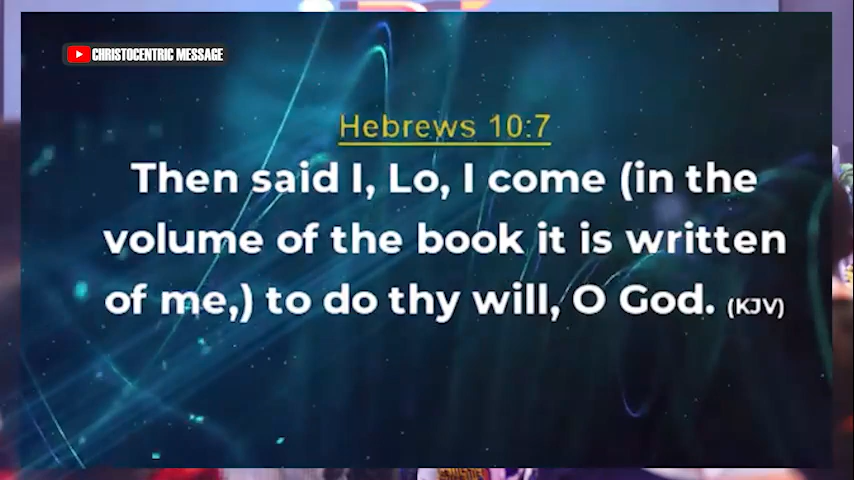 CHRISTOCENTRIC MESSAGE
Hebrews 10:7
Then said I, Lo, I come (in the
volume of the book it is written
of me,) to do thy will, O God. (KJV)